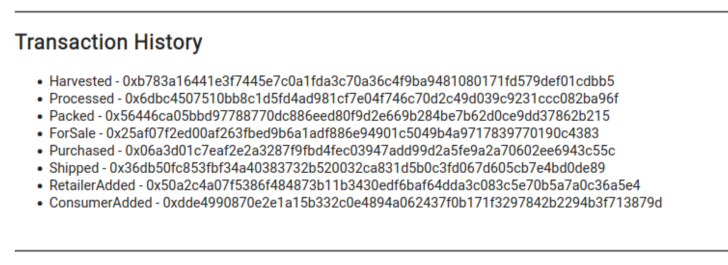 Transaction History
Harvested - 0xb783a16441e3f7445e7c0a1fda3c70a36c4f9ba9481080171fd579def01cdbb5
Processed - 0x6dbc4507510bb8c1d5fd4ad981cf7e04f746c70d2c49d039c9231ccc082ba96f
Packed - 0x56446ca05bbd97788770dc886eed80f9d2e669b284be7b62d0ce9dd37862b215
ForSale - 0x25af07f2ed00af263fbed9b6a1adf886e94901c5049b4a9717839770190c4383
Purchased - 0x06a3d01c7eaf2e2a3287f9fbd4fec03947add99d2a5fe9a2a70602ee6943c55c
Shipped - 0x36db50fc853fbf34a40383732b520032ca831d5b0c3fd067d605cb7e4bd0de89
RetailerAdded - 0x50a2c4a07f5386f484873b11b3430edf6baf64dda3c083c5e70b5a7a0c36a5e4
ConsumerAdded - 0xdde4990870e2e1a15b332c0e4894a062437f0b171f3297842b2294b3f713879d